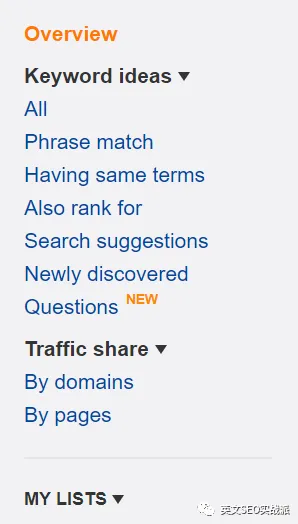 Overview
Keyword ideas
All
Phrase match
Having same terms
Also rank for
Search suggestions
Newly discovered
Questions NEW
Traffic share
By domains
By pages
MY LISTS
英文SEO实战派